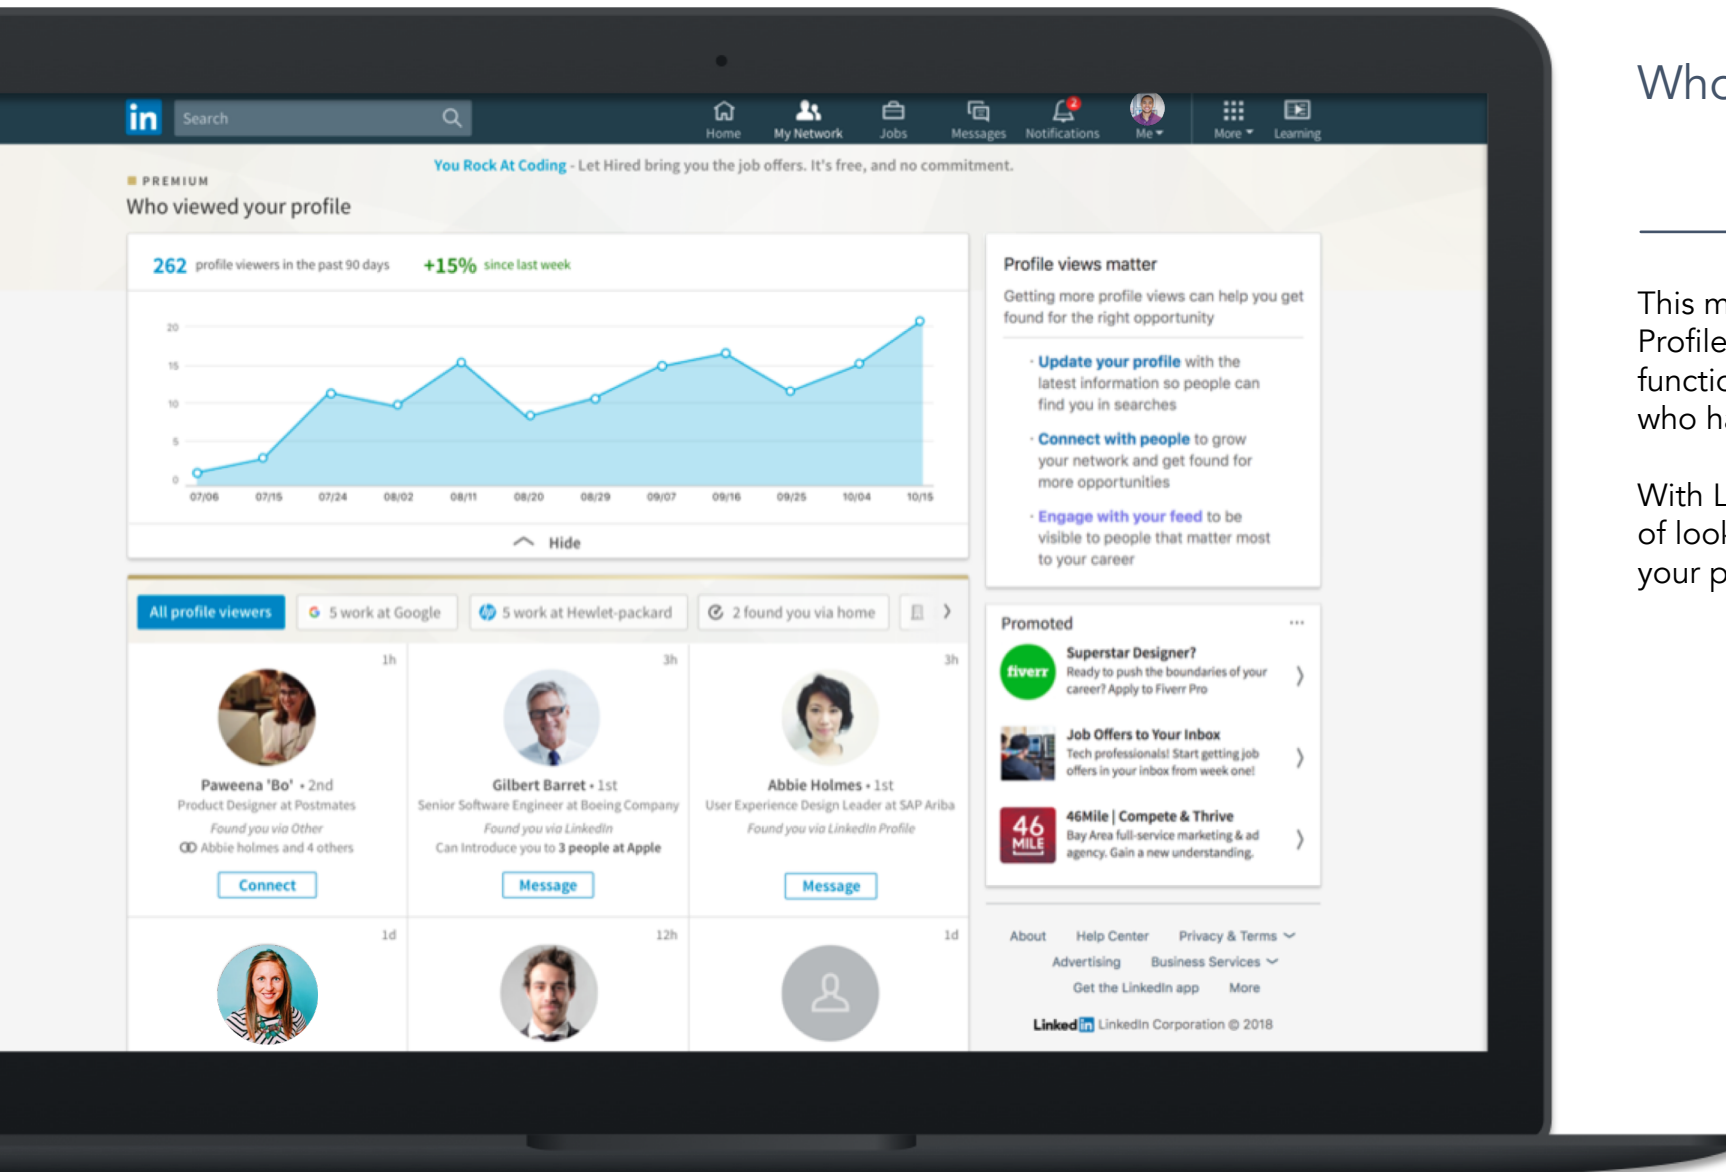 in
Search
Home
My Network
Jobs
Messages
2
Notifications
Me
More
Learning
You Rock At Coding - Let Hired bring you the job offers. It's free, and no commitment.
PREMIUM
Who viewed your profile
262 profile viewers in the past 90 days +15% since last week
20
15
10
5
0
07/06 07/15 07/24 08/02 08/11 08/20 08/29 09/07 09/16 09/25 10/04 10/15
Hide
All profile viewers
5 work at Google
5 work at Hewlet-packard
2 found you via home
1h
Paweena 'Bo' • 2nd
Product Designer at Postmates
Found you via Other
Abbie holmes and 4 others
Connect
3h
Gilbert Barret • 1st
Senior Software Engineer at Boeing Company
Found you via LinkedIn
Can Introduce you to 3 people at Apple
Message
3h
Abbie Holmes • 1st
User Experience Design Leader at SAP Ariba
Found you via LinkedIn Profile
Message
1d
12h
1d
Profile views matter
Getting more profile views can help you get
found for the right opportunity
· Update your profile with the
latest information so people can
find you in searches
· Connect with people to grow
your network and get found for
more opportunities
· Engage with your feed to be
visible to people that matter most
to your career
Promoted
fiverr
Superstar Designer?
Ready to push the boundaries of your
career? Apply to Fiverr Pro
Job Offers to Your Inbox
Tech professionals! Start getting job
offers in your inbox from week one!
46
MILE
46Mile | Compete & Thrive
Bay Area full-service marketing & ad
agency. Gain a new understanding.
About Help Center Privacy & Terms
Advertising Business Services
Get the LinkedIn app More
Linkedin LinkedIn Corporation © 2018
Who
This m
Profile
functio
who ha
With L
of look
your p